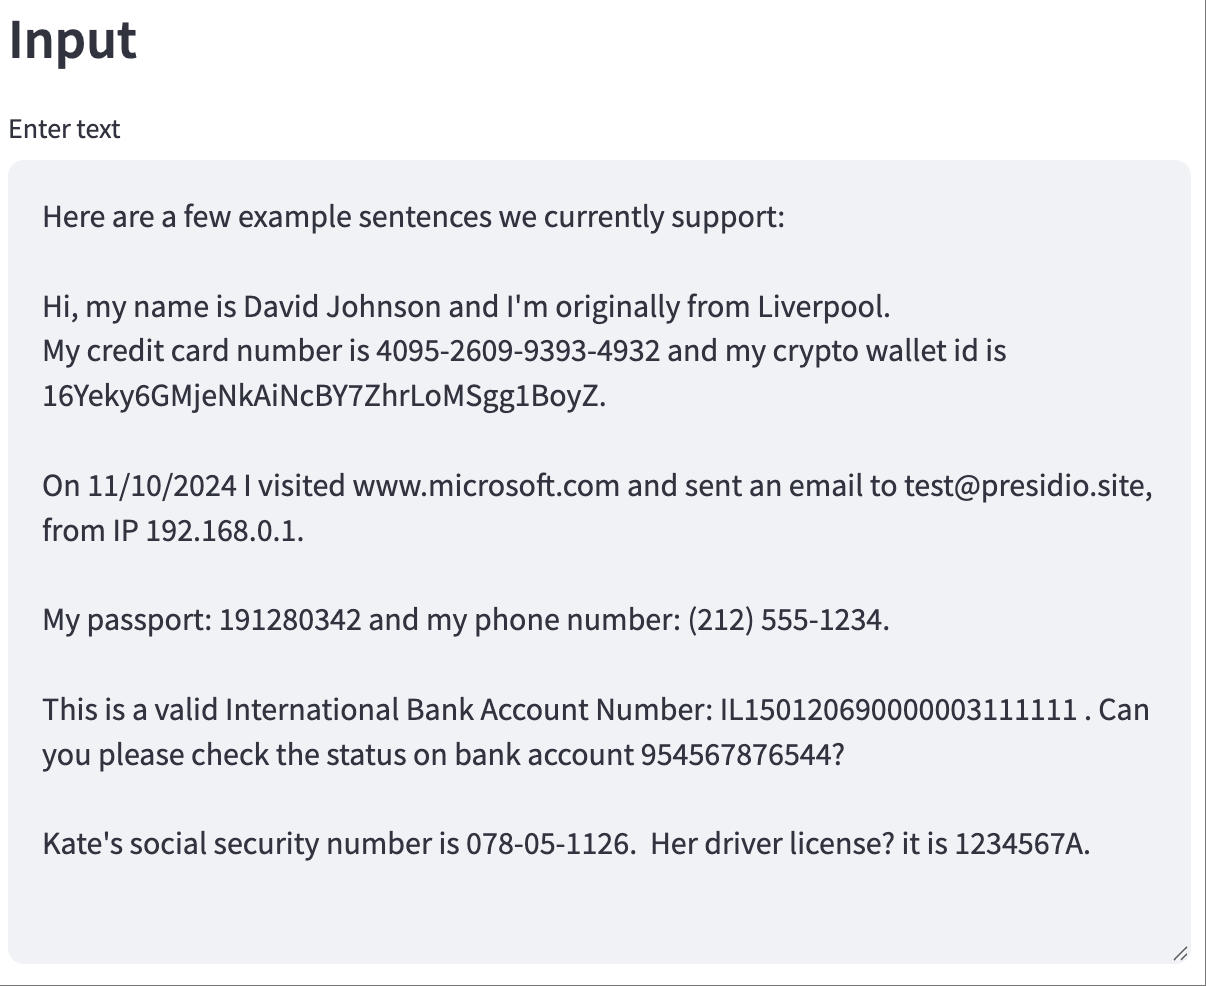 Input
Enter text
Here are a few example sentences we currently support:
Hi, my name is David Johnson and I'm originally from Liverpool.
My credit card number is 4095-2609-9393-4932 and my crypto wallet id is
16Yeky6GMjeNkAiNcBY7ZhrLoMSgg1BoyZ.
On 11/10/2024 I visited www.microsoft.com and sent an email to test@presidio.site,
from IP 192.168.0.1.
My passport: 191280342 and my phone number: (212) 555-1234.
This is a valid International Bank Account Number: IL150120690000003111111 . Can
you please check the status on bank account 954567876544?
Kate's social security number is 078-05-1126.  Her driver license? it is 1234567A.